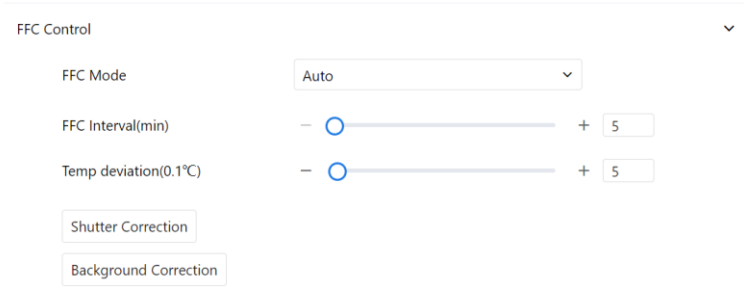 FFC Control
FFC Mode Auto
FFC Interval(min) − + 5
Temp deviation(0.1℃) − + 5
Shutter Correction
Background Correction